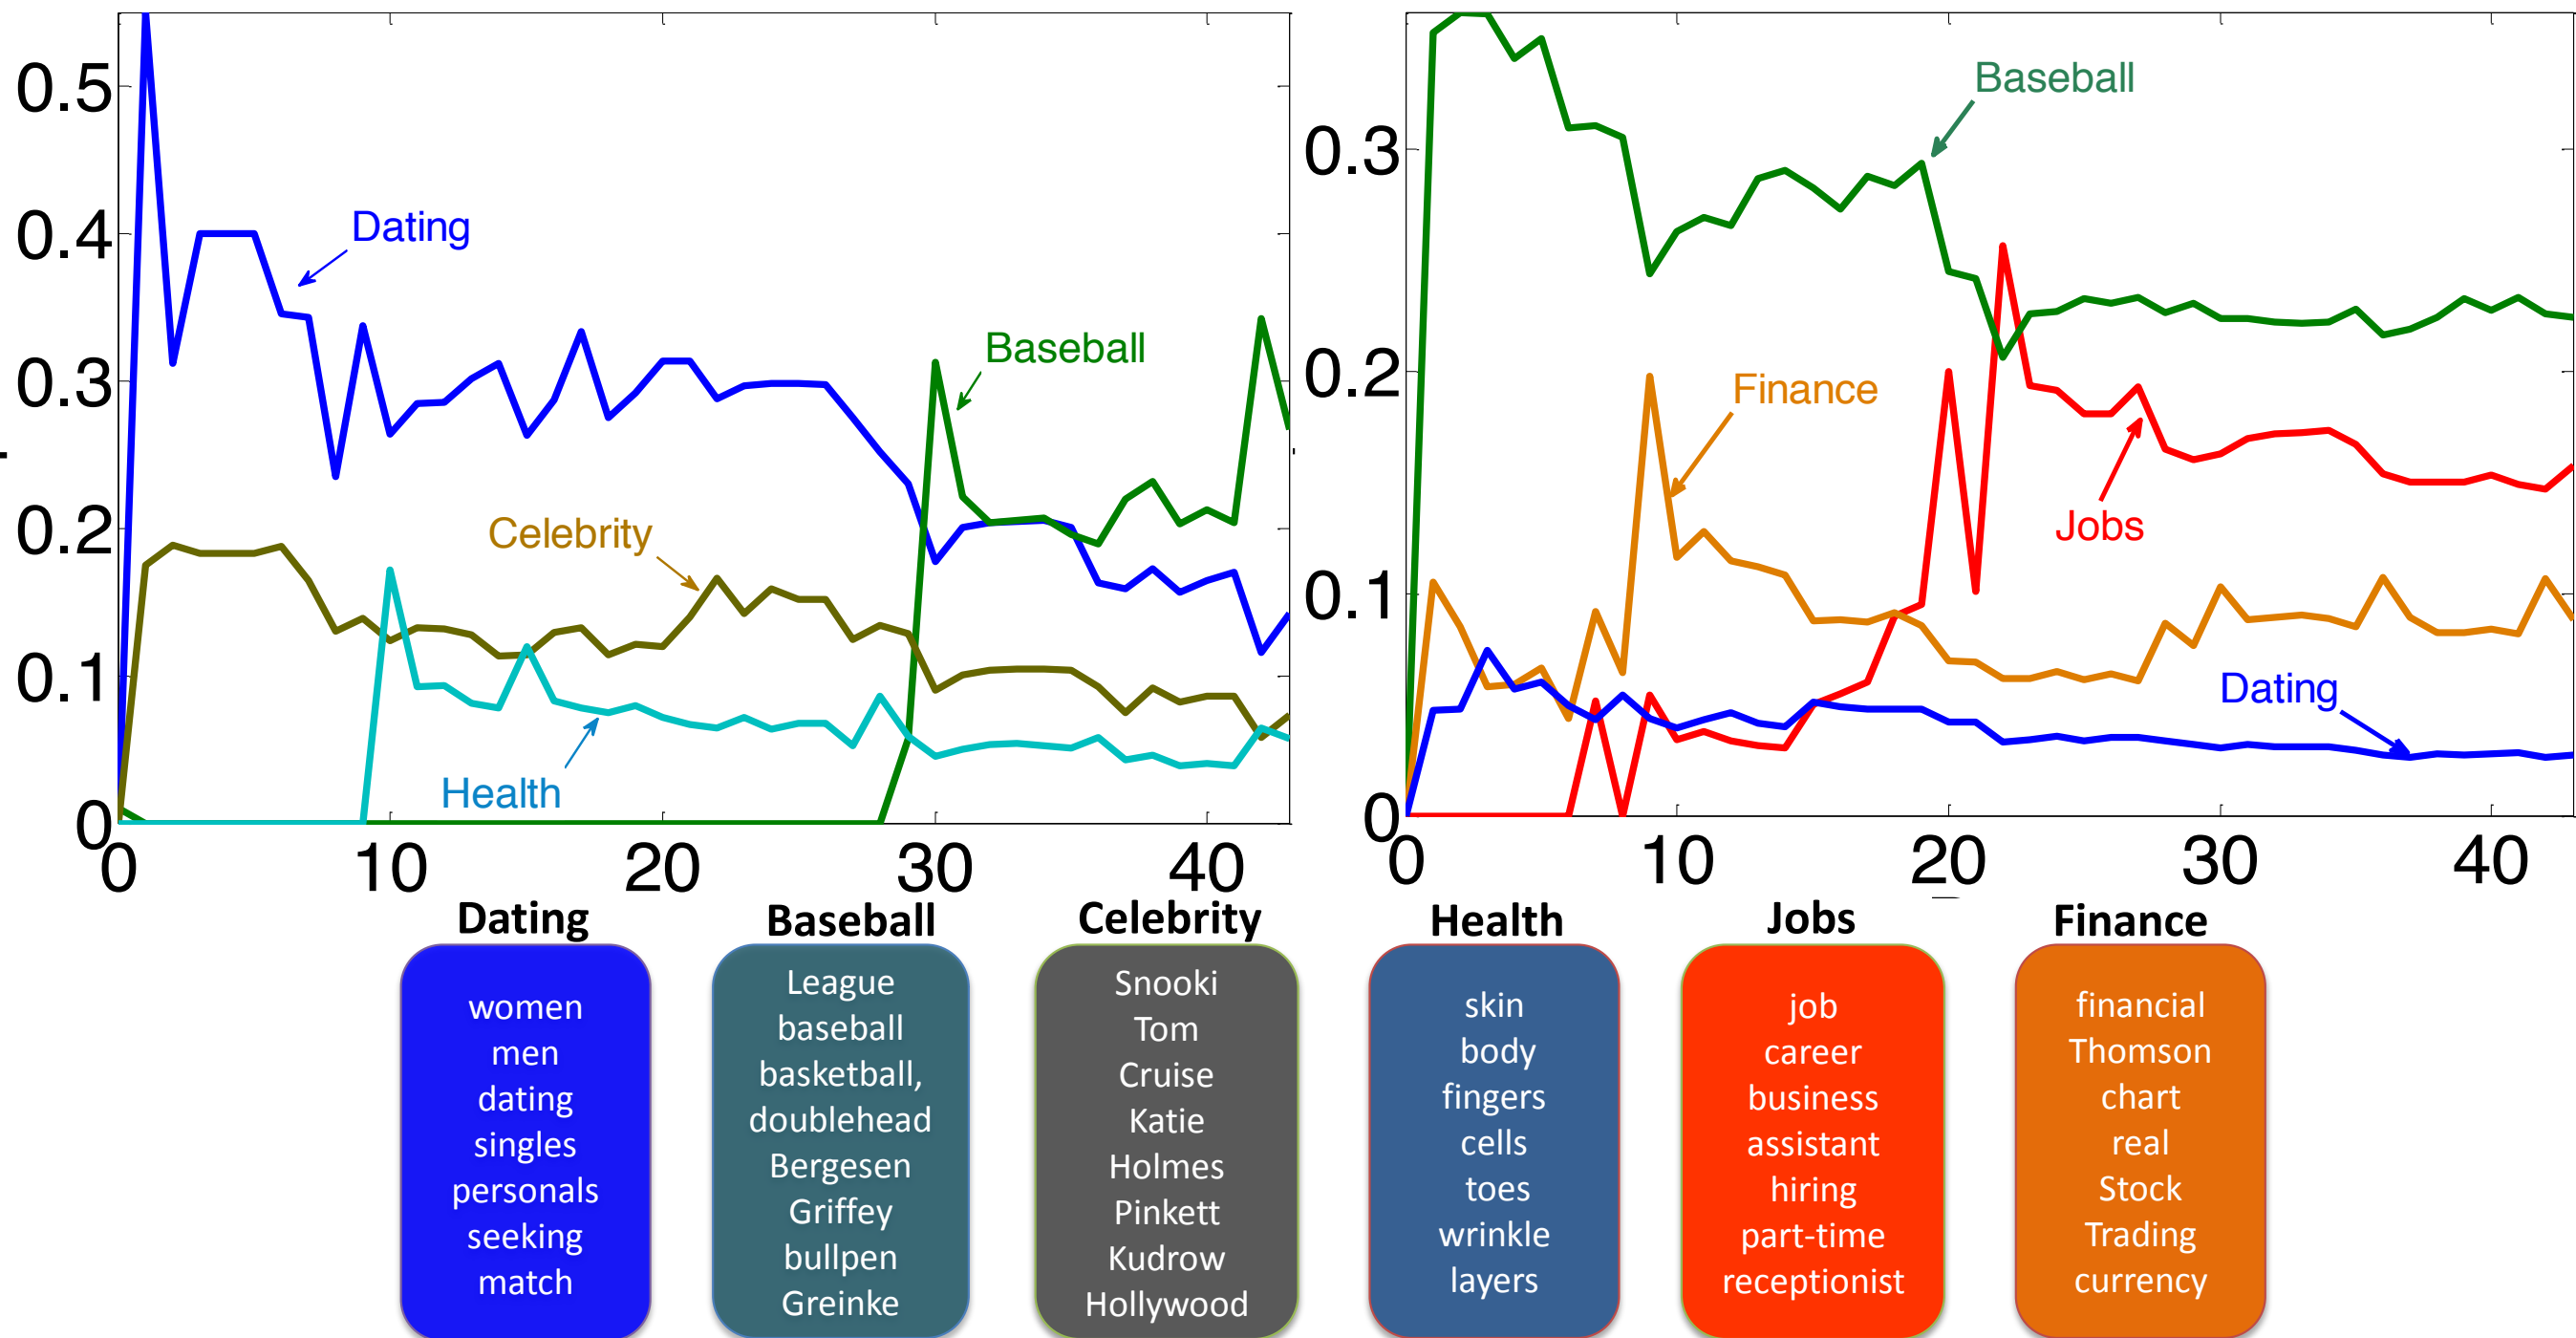 0.5
0.4
0.3
0.2
0.1
0
0
10
20
30
40
Dating
Baseball
Celebrity
Health
0.3
0.2
0.1
0
0
10
20
30
40
Baseball
Finance
Jobs
Dating
Dating
women
men
dating
singles
personals
seeking
match
Baseball
League
baseball
basketball,
doublehead
Bergesen
Griffey
bullpen
Greinke
Celebrity
Snooki
Tom
Cruise
Katie
Holmes
Pinkett
Kudrow
Hollywood
Health
skin
body
fingers
cells
toes
wrinkle
layers
Jobs
job
career
business
assistant
hiring
part-time
receptionist
Finance
financial
Thomson
chart
real
Stock
Trading
currency